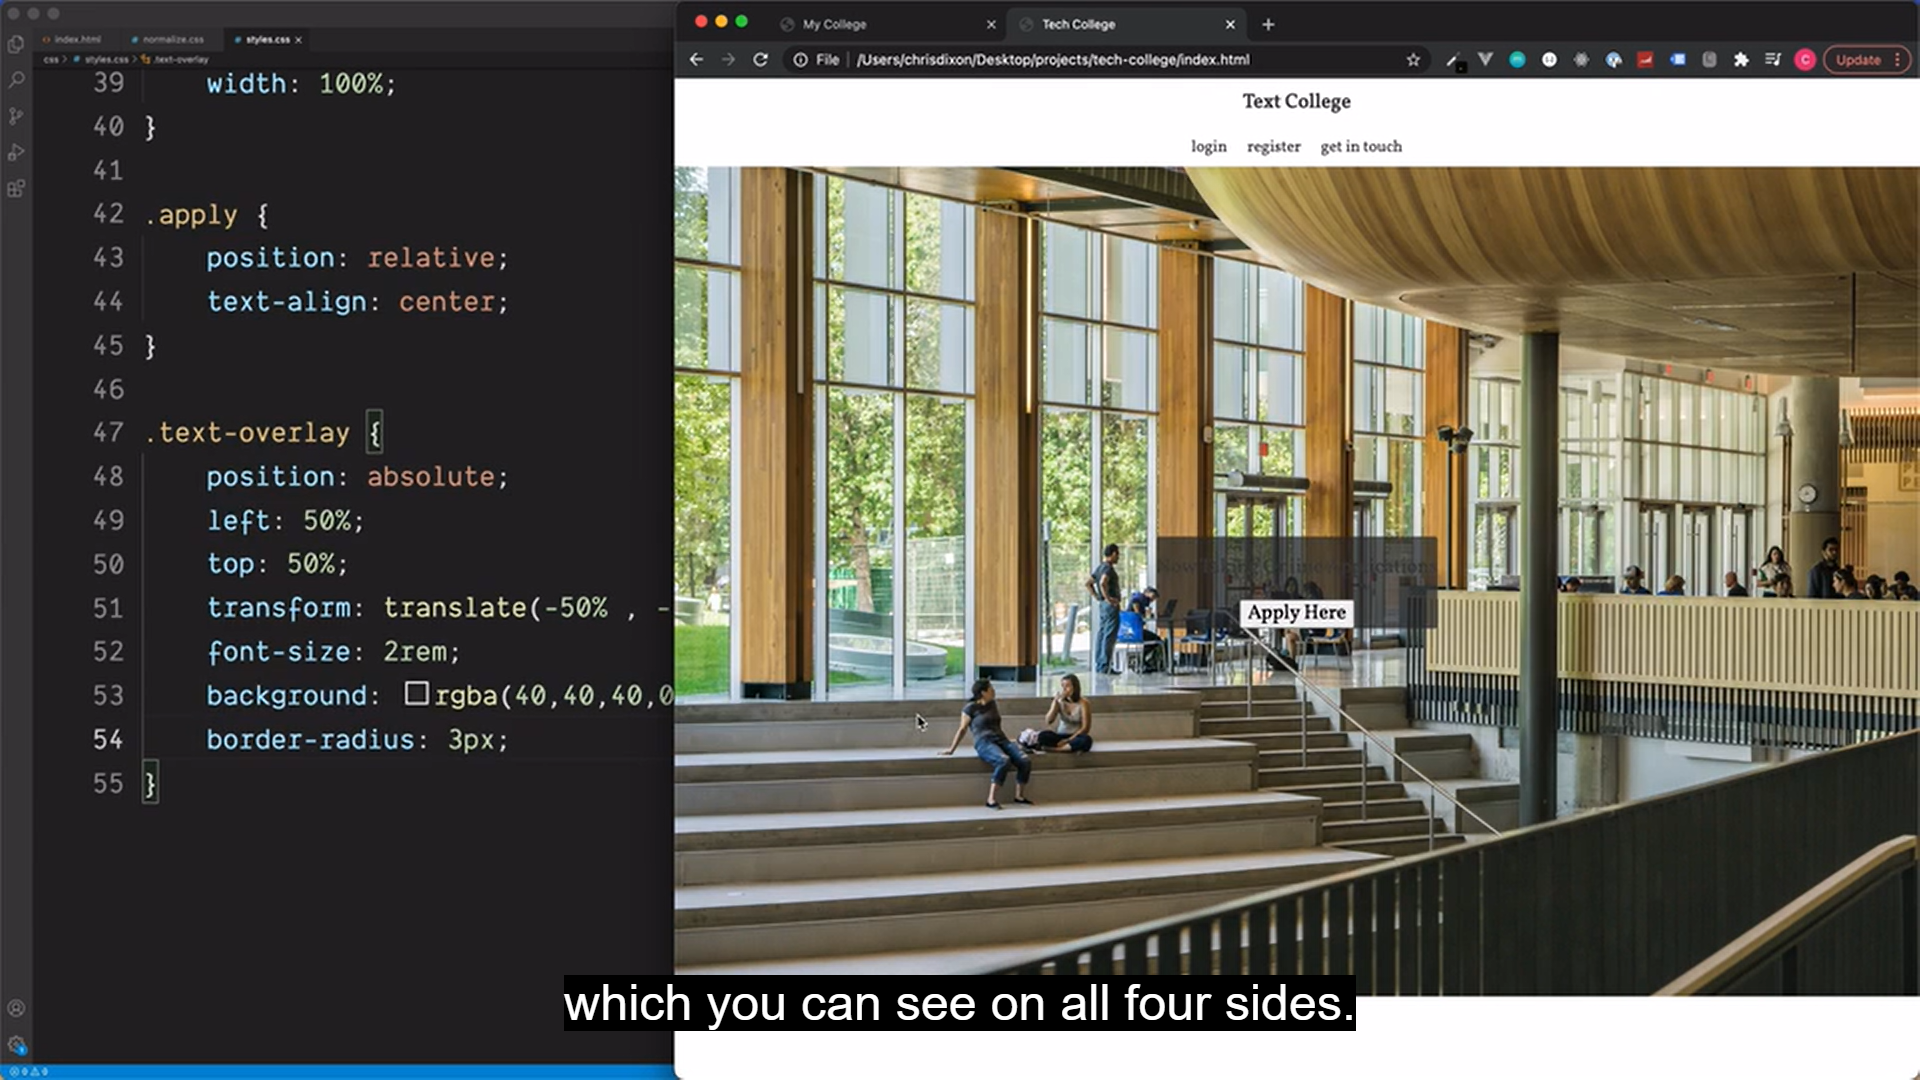 index.html
normalize.css
styles.css
css > styles.css > .text-overlay
39 width: 100%;
40 }
41
42 .apply {
43 position: relative;
44 text-align: center;
45 }
46
47 .text-overlay {
48 position: absolute;
49 left: 50%;
50 top: 50%;
51 transform: translate(-50% , -
52 font-size: 2rem;
53 background: rgba(40,40,40,0
54 border-radius: 3px;
55 }
My College
Tech College
File /Users/chrisdixon/Desktop/projects/tech-college/index.html
Update
Text College
login register get in touch
Online Applications
Apply Here
which you can see on all four sides.